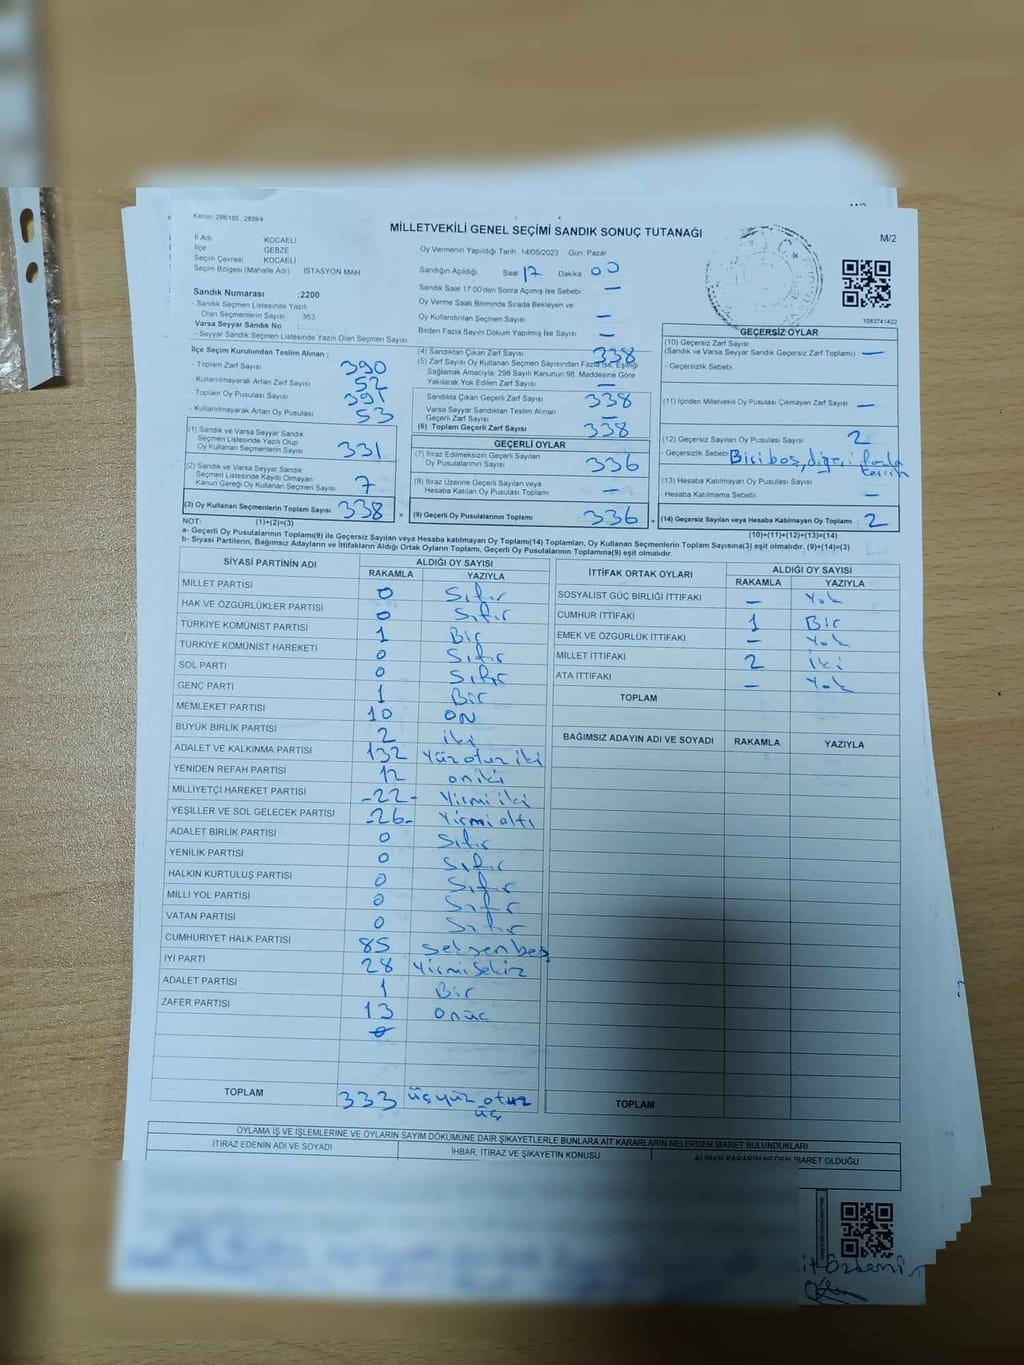 Kanun: 298/105 , 2839/4
MİLLETVEKİLİ GENEL SEÇİMİ SANDIK SONUÇ TUTANAĞI
M/2
İl Adı KOCAELİ
İlçe GEBZE
Seçim Çevresi KOCAELİ
Seçim Bölgesi (Mahalle Adı) İSTASYON MAH
Oy Vermenin Yapıldığı Tarih 14/05/2023 Gün Pazar
Sandığın Açıldığı Saat 17 Dakika 00
Sandık Saat 17:00'den Sonra Açımış İse Sebebi —
Oy Verme Saati Bitiminde Sırada Bekleyen ve
Oy Kullandırılan Seçmen Sayısı —
Birden Fazla Sayım Döküm Yapılmış İse Sayısı —
1083741422
Sandık Numarası :2200
- Sandık Seçmen Listesinde Yazılı
Olan Seçmenlerin Sayısı 363
Varsa Seyyar Sandık No :
- Seyyar Sandık Seçmen Listesinde Yazılı Olan Seçmen Sayısı
İlçe Seçim Kurulundan Teslim Alınan :
- Toplam Zarf Sayısı 390
- Kullanılmayarak Artan Zarf Sayısı 52
- Toplam Oy Pusulası Sayısı 391
- Kullanılmayarak Artan Oy Pusulası 53
(1) Sandık ve Varsa Seyyar Sandık
Seçmen Listesinde Yazılı Olup
Oy Kullanan Seçmenlerin Sayısı 331
(2) Sandık ve Varsa Seyyar Sandık
Seçmen Listesinde Kayıtlı Olmayan
Kanun Gereği Oy Kullanan Seçmen Sayısı 7
(3) Oy Kullanan Seçmenlerin Toplam Sayısı 338
(4) Sandıktan Çıkan Zarf Sayısı 338
(5) Zarf Sayısı Oy Kullanan Seçmen Sayısından Fazla ise, Eşitliği
Sağlamak Amacıyla; 298 Sayılı Kanunun 98. Maddesine Göre
Yakılarak Yok Edilen Zarf Sayısı —
Sandıkta Çıkan Geçerli Zarf Sayısı 338
Varsa Seyyar Sandıktan Teslim Alınan
Geçerli Zarf Sayısı —
(6) Toplam Geçerli Zarf Sayısı 338
GEÇERLİ OYLAR
(7) İtiraz Edilmeksizin Geçerli Sayılan
Oy Pusulalarının Sayısı 336
(8) İtiraz Üzerine Geçerli Sayılan veya
Hesaba Katılan Oy Pusulası Toplamı —
(9) Geçerli Oy Pusulalarının Toplamı 336
GEÇERSİZ OYLAR
(10) Geçersiz Zarf Sayısı
(Sandık ve Varsa Seyyar Sandık Geçersiz Zarf Toplamı) —
- Geçersizlik Sebebi
(11) İçinden Milletvekili Oy Pusulası Çıkmayan Zarf Sayısı —
(12) Geçersiz Sayılan Oy Pusulası Sayısı 2
- Geçersizlik Sebebi Biri boş, diğeri fazla
tercih
(13) Hesaba Katılmayan Oy Pusulası Sayısı
- Hesaba Katılmama Sebebi —
(14) Geçersiz Sayılan veya Hesaba Katılmayan Oy Toplamı : 2
NOT: (1)+(2)=(3)
(10)+(11)+(12)+(13)=(14)
a- Geçerli Oy Pusulalarının Toplamı(9) ile Geçersiz Sayılan veya Hesaba Katılmayan Oy Toplamı(14) Toplamları, Oy Kullanan Seçmenlerin Toplam Sayısına(3) eşit olmalıdır. (9)+(14)=(3)
b- Siyasi Partilerin, Bağımsız Adayların ve İttifakların Aldığı Ortak Oyların Toplamı, Geçerli Oy Pusulalarının Toplamına(9) eşit olmalıdır.
SİYASİ PARTİNİN ADI ALDIĞI OY SAYISI
RAKAMLA YAZIYLA
MİLLET PARTİSİ 0 Sıfır
HAK VE ÖZGÜRLÜKLER PARTİSİ 0 Sıfır
TÜRKİYE KOMÜNİST PARTİSİ 1 Bir
TÜRKİYE KOMÜNİST HAREKETİ 0 Sıfır
SOL PARTİ 0 Sıfır
GENÇ PARTİ 1 Bir
MEMLEKET PARTİSİ 10 ON
BÜYÜK BİRLİK PARTİSİ 2 iki
ADALET VE KALKINMA PARTİSİ 132 Yüz otuz iki
YENİDEN REFAH PARTİSİ 12 oniki
MİLLİYETÇİ HAREKET PARTİSİ -22- Yirmi iki
YEŞİLLER VE SOL GELECEK PARTİSİ -26- Yirmi altı
ADALET BİRLİK PARTİSİ 0 Sıfır
YENİLİK PARTİSİ 0 Sıfır
HALKIN KURTULUŞ PARTİSİ 0 Sıfır
MİLLİ YOL PARTİSİ 0 Sıfır
VATAN PARTİSİ 0 Sıfır
CUMHURİYET HALK PARTİSİ 85 Seksen beş
İYİ PARTİ 28 Yirmi Sekiz
ADALET PARTİSİ 1 Bir
ZAFER PARTİSİ 13 onüç
TOPLAM 333 üçyüz otuz
üç
İTTİFAK ORTAK OYLARI ALDIĞI OY SAYISI
RAKAMLA YAZIYLA
SOSYALİST GÜÇ BİRLİĞİ İTTİFAKI — Yok
CUMHUR İTTİFAKI 1 Bir
EMEK VE ÖZGÜRLÜK İTTİFAKI — Yok
MİLLET İTTİFAKI 2 iki
ATA İTTİFAKI — Yok
TOPLAM
BAĞIMSIZ ADAYIN ADI VE SOYADI RAKAMLA YAZIYLA
TOPLAM
OYLAMA İŞ VE İŞLEMLERİNE VE OYLARIN SAYIM DÖKÜMÜNE DAİR ŞİKAYETLERLE BUNLARA AİT KARARLARIN NELERDEN İBARET BULUNDUKLARI
İTİRAZ EDENİN ADI VE SOYADI İHBAR, İTİRAZ VE ŞİKAYETİN KONUSU ALINAN KARARIN NEDEN İBARET OLDUĞU